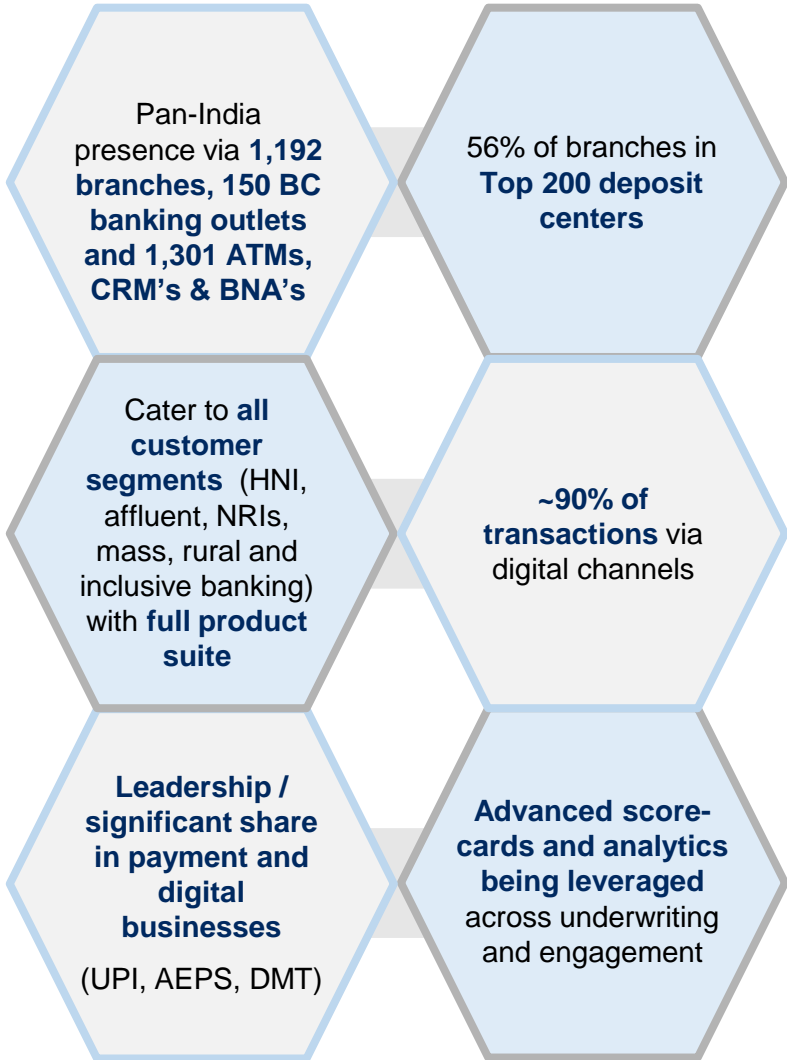 Pan-India
presence via 1,192
branches, 150 BC
banking outlets
and 1,301 ATMs,
CRM's & BNA's
56% of branches in
Top 200 deposit
centers
Cater to all
customer
segments (HNI,
affluent, NRIs,
mass, rural and
inclusive banking)
with full product
suite
~90% of
transactions via
digital channels
Leadership /
significant share
in payment and
digital
businesses
(UPI, AEPS, DMT)
Advanced score-
cards and analytics
being leveraged
across underwriting
and engagement